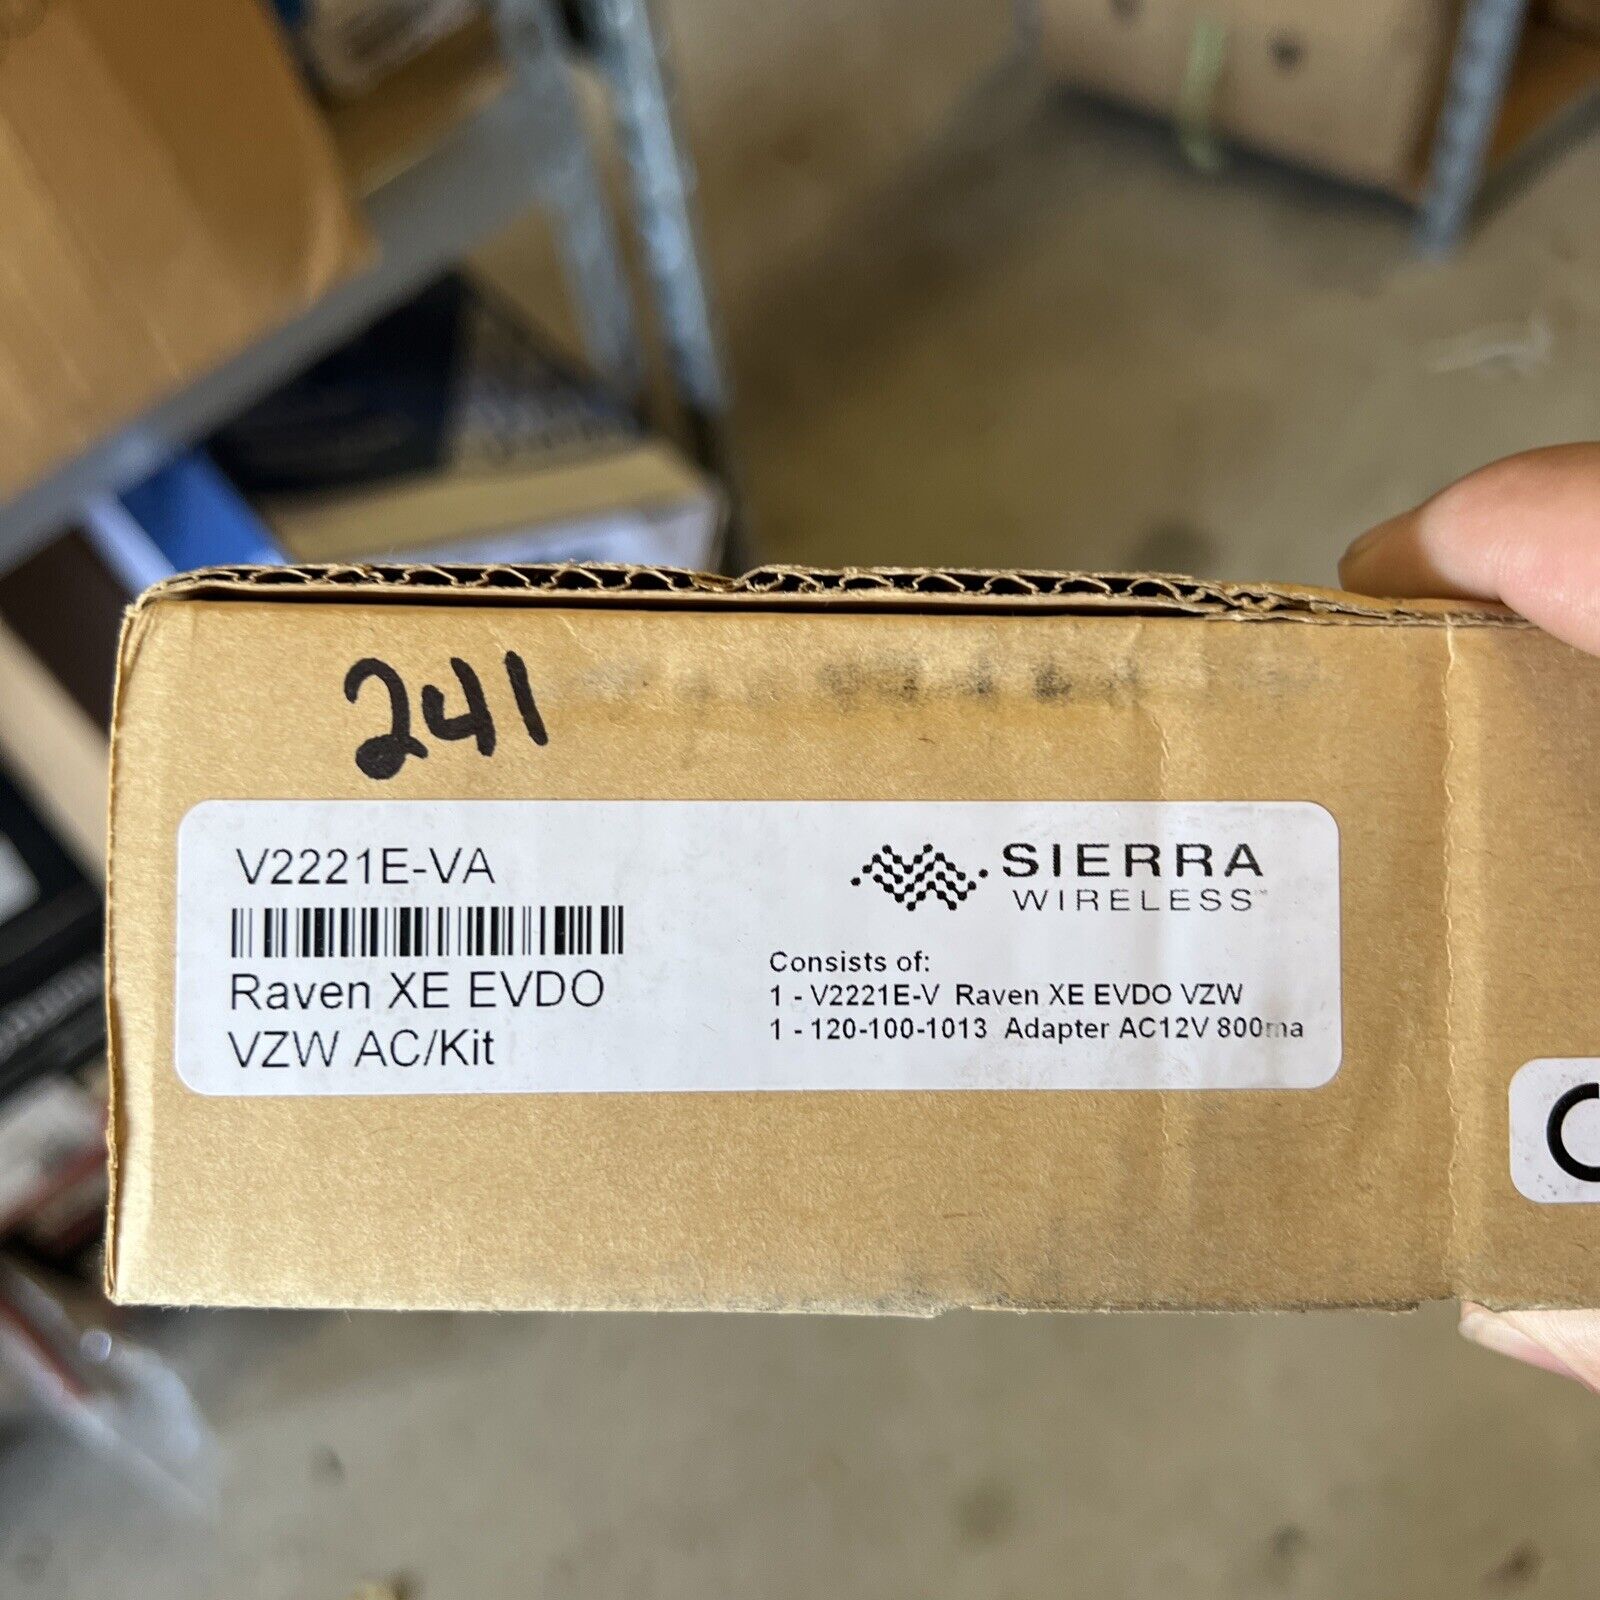 241
V2221E-VA
Raven XE EVDO
VZW AC/Kit
SIERRA
WIRELESS™
Consists of:
1 - V2221E-V Raven XE EVDO VZW
1 - 120-100-1013 Adapter AC12V 800ma